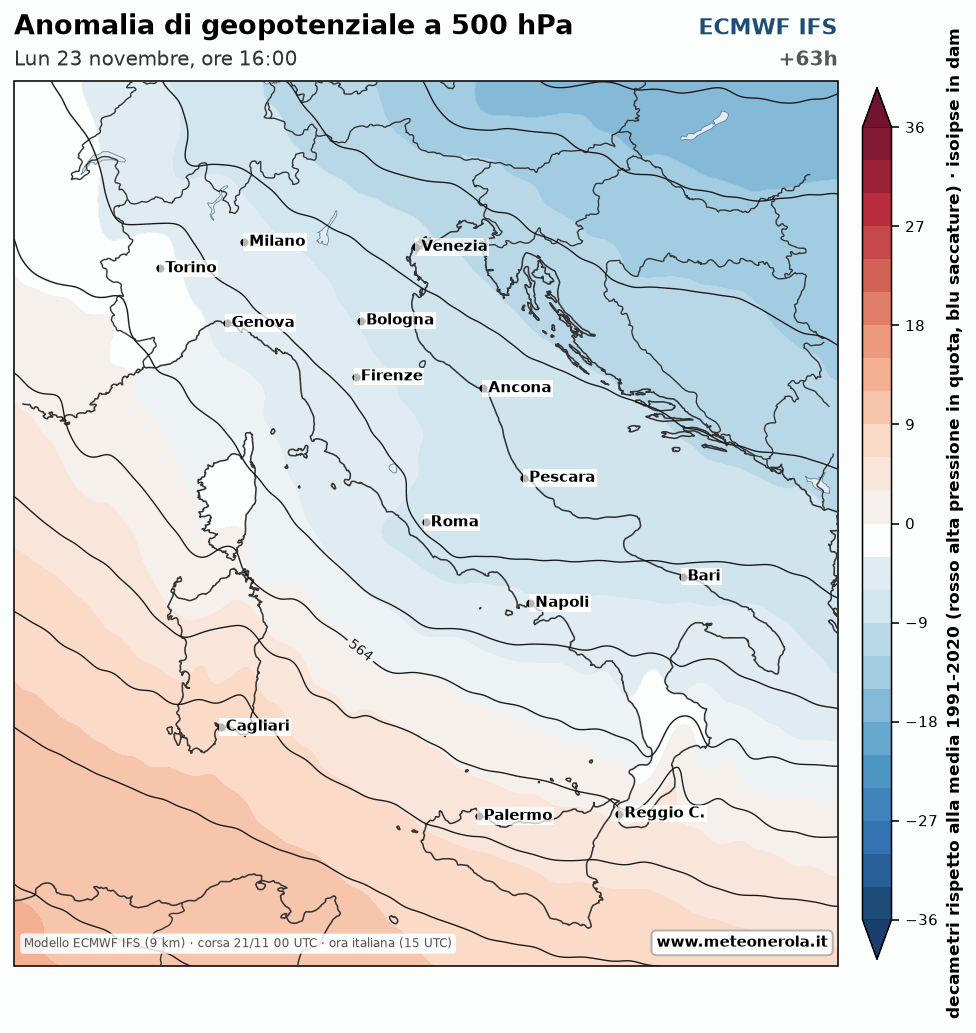 Anomalia di geopotenziale a 500 hPa
ECMWF IFS
Lun 23 novembre, ore 16:00
+63h
Milano
Venezia
Torino
Genova
Bologna
Firenze
Ancona
Pescara
Roma
Bari
Napoli
564
Cagliari
Palermo
Reggio C.
Modello ECMWF IFS (9 km) · corsa 21/11 00 UTC · ora italiana (15 UTC)
www.meteonerola.it
36
27
18
9
0
−9
−18
−27
−36
decametri rispetto alla media 1991-2020 (rosso alta pressione in quota, blu saccature) · isoipse in dam